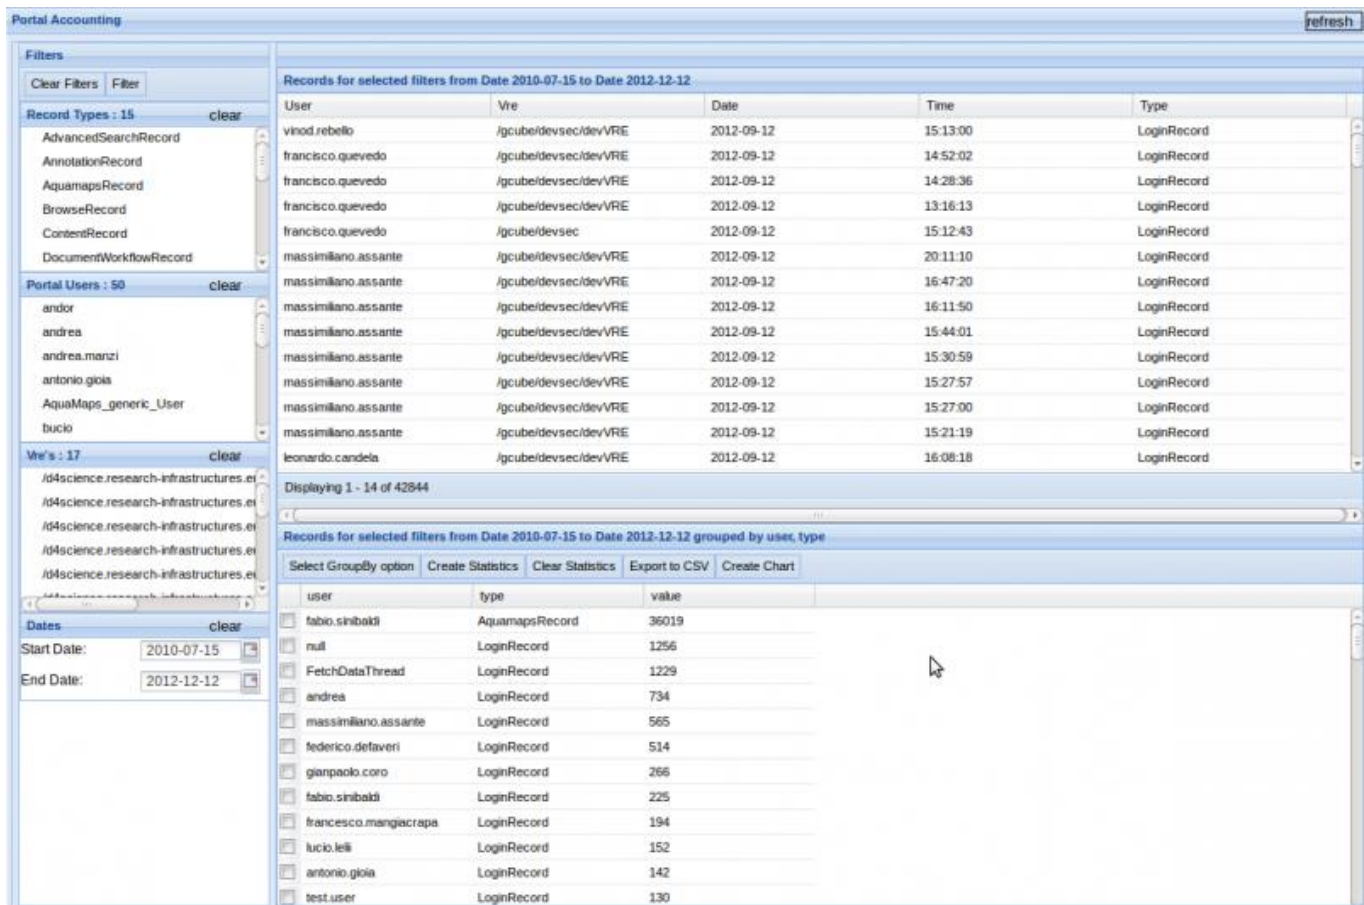 Portal Accounting
refresh
Filters
Clear Filters Filter
Record Types : 15 clear
AdvancedSearchRecord
AnnotationRecord
AquamapsRecord
BrowseRecord
ContentRecord
DocumentWorkflowRecord
Portal Users : 50 clear
andor
andrea
andrea.manzi
antonio.gioia
AquaMaps_generic_User
bucio
Vre's : 17 clear
/d4science.research-infrastructures.e
/d4science.research-infrastructures.e
/d4science.research-infrastructures.e
/d4science.research-infrastructures.e
/d4science.research-infrastructures.e
Dates clear
Start Date: 2010-07-15
End Date: 2012-12-12
Records for selected filters from Date 2010-07-15 to Date 2012-12-12
User Vre Date Time Type
vinod.rebello /gcube/devsec/devVRE 2012-09-12 15:13:00 LoginRecord
francisco.quevedo /gcube/devsec/devVRE 2012-09-12 14:52:02 LoginRecord
francisco.quevedo /gcube/devsec/devVRE 2012-09-12 14:28:36 LoginRecord
francisco.quevedo /gcube/devsec/devVRE 2012-09-12 13:16:13 LoginRecord
francisco.quevedo /gcube/devsec 2012-09-12 15:12:43 LoginRecord
massimiliano.assante /gcube/devsec/devVRE 2012-09-12 20:11:10 LoginRecord
massimiliano.assante /gcube/devsec/devVRE 2012-09-12 16:47:20 LoginRecord
massimiliano.assante /gcube/devsec/devVRE 2012-09-12 16:11:50 LoginRecord
massimiliano.assante /gcube/devsec/devVRE 2012-09-12 15:44:01 LoginRecord
massimiliano.assante /gcube/devsec/devVRE 2012-09-12 15:30:59 LoginRecord
massimiliano.assante /gcube/devsec/devVRE 2012-09-12 15:27:57 LoginRecord
massimiliano.assante /gcube/devsec/devVRE 2012-09-12 15:27:00 LoginRecord
massimiliano.assante /gcube/devsec/devVRE 2012-09-12 15:21:19 LoginRecord
leonardo.candela /gcube/devsec/devVRE 2012-09-12 16:08:18 LoginRecord
Displaying 1 - 14 of 42844
Records for selected filters from Date 2010-07-15 to Date 2012-12-12 grouped by user, type
Select GroupBy option Create Statistics Clear Statistics Export to CSV Create Chart
user type value
fabio.sinibaldi AquamapsRecord 36019
null LoginRecord 1256
FetchDataThread LoginRecord 1229
andrea LoginRecord 734
massimiliano.assante LoginRecord 565
federico.defaveri LoginRecord 514
gianpaolo.coro LoginRecord 266
fabio.sinibaldi LoginRecord 225
francesco.mangiacrapa LoginRecord 194
lucio.lelii LoginRecord 152
antonio.gioia LoginRecord 142
test.user LoginRecord 130